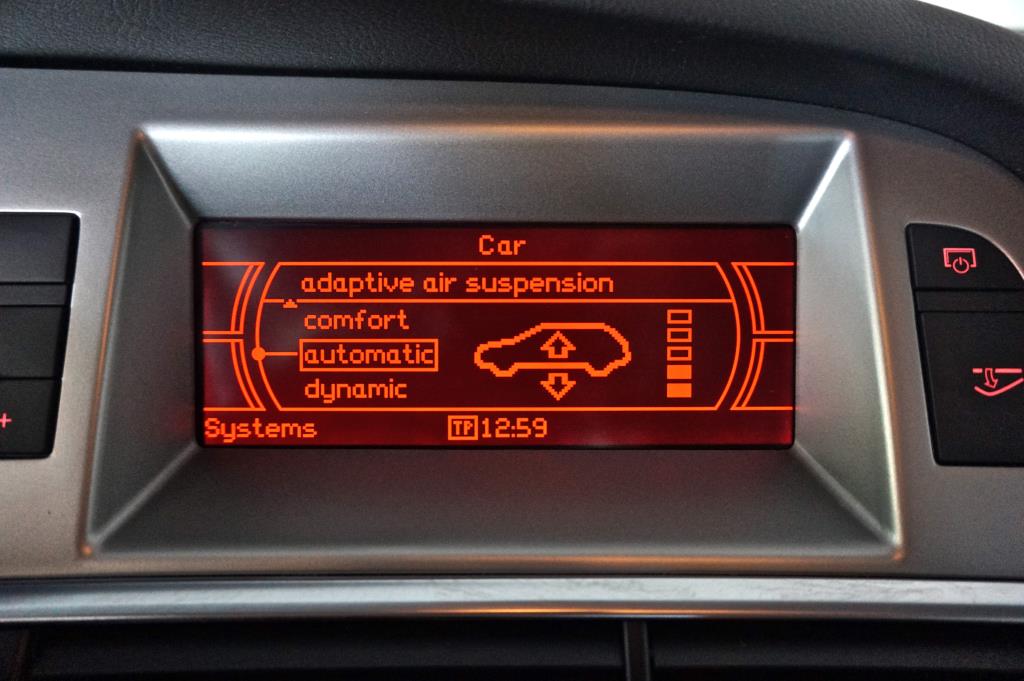 Car
adaptive air suspension
comfort
automatic
dynamic
Systems TP 12:59
+